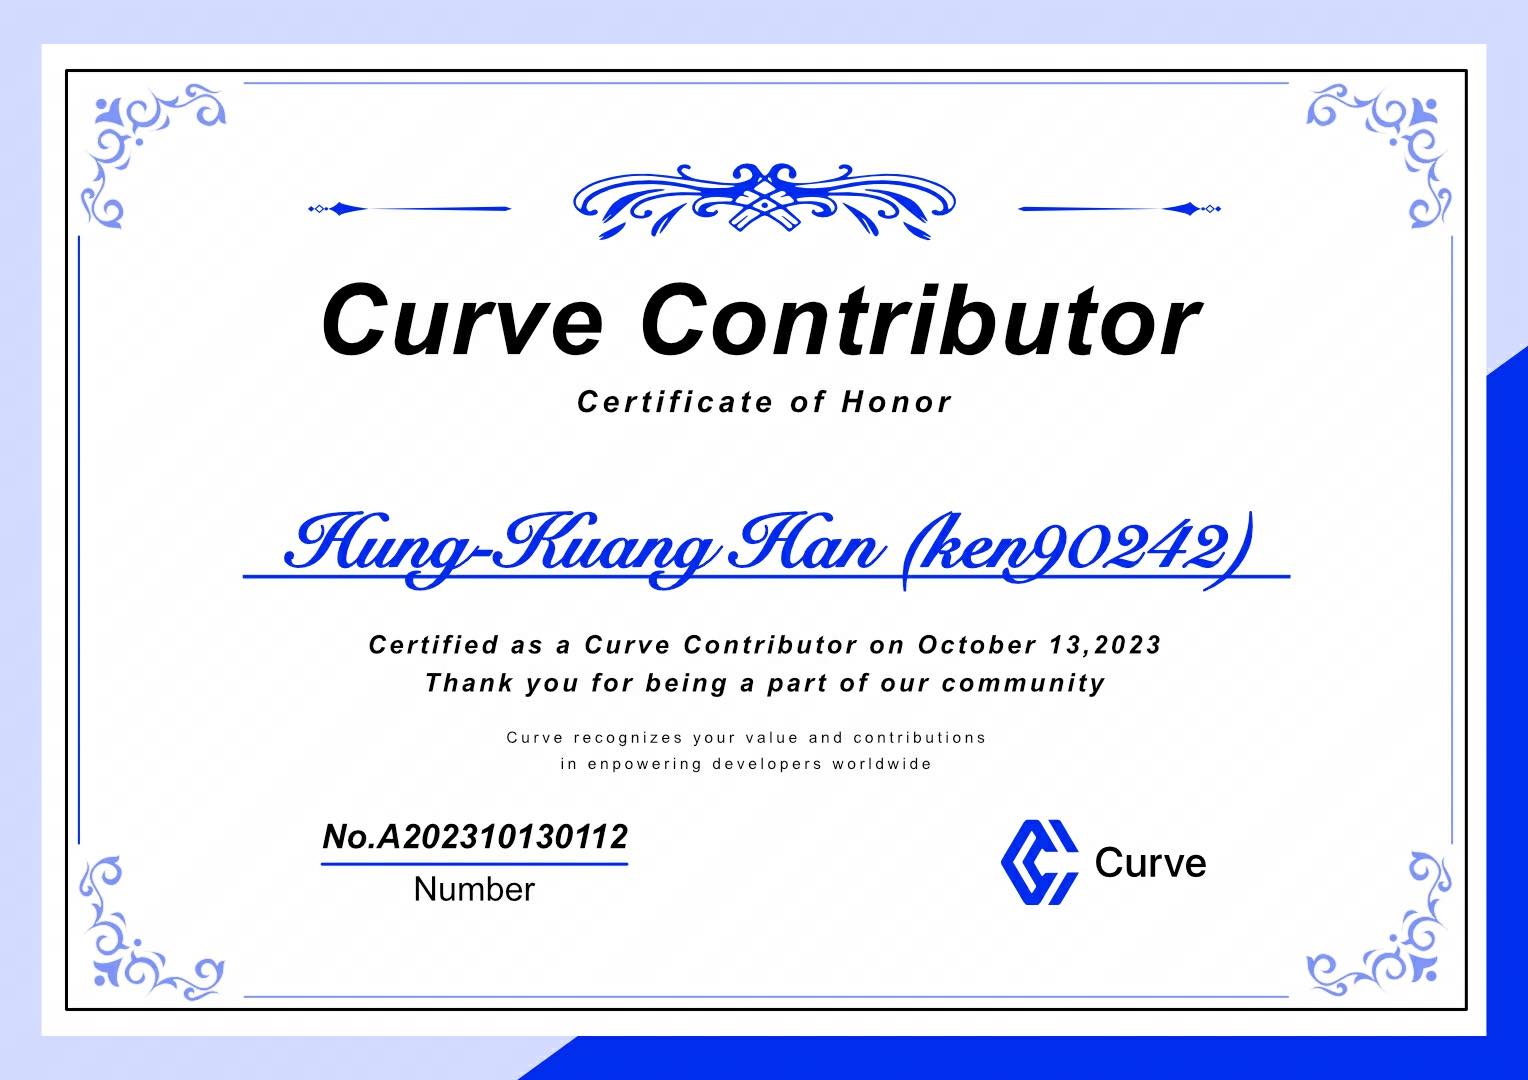 Curve Contributor
Certificate of Honor
Hung-Kuang Han (ken90242)
Certified as a Curve Contributor on October 13,2023
Thank you for being a part of our community
Curve recognizes your value and contributions
in enpowering developers worldwide
No.A202310130112
Number
Curve